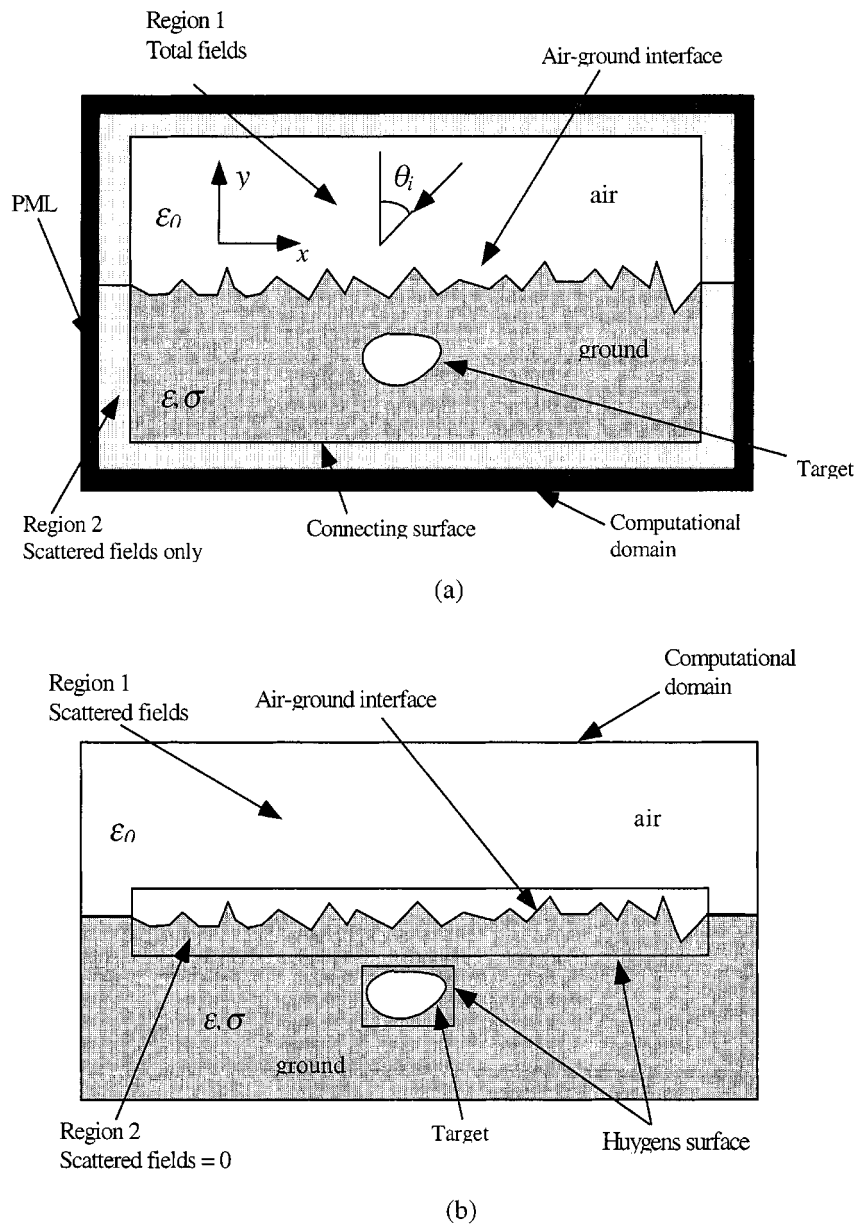 Region 1
Total fields
Air-ground interface
PML
y
θi
air
ε0
x
ground
ε, σ
Target
Region 2
Scattered fields only
Connecting surface
Computational
domain
(a)
Computational
domain
Region 1
Scattered fields
Air-ground interface
ε0
air
ε, σ
ground
Region 2
Scattered fields = 0
Target
Huygens surface
(b)